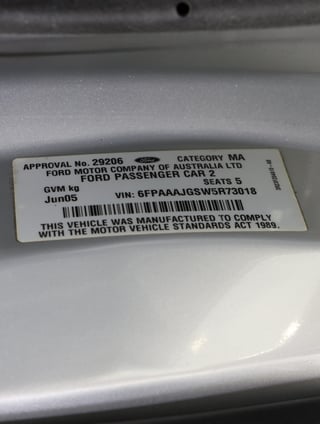 APPROVAL No. 29206 Ford CATEGORY MA
FORD MOTOR COMPANY OF AUSTRALIA LTD
FORD PASSENGER CAR 2
GVM kg SEATS 5
Jun05 VIN: 6FPAAAJGSW5R73018
THIS VEHICLE WAS MANUFACTURED TO COMPLY
WITH THE MOTOR VEHICLE STANDARDS ACT 1989.